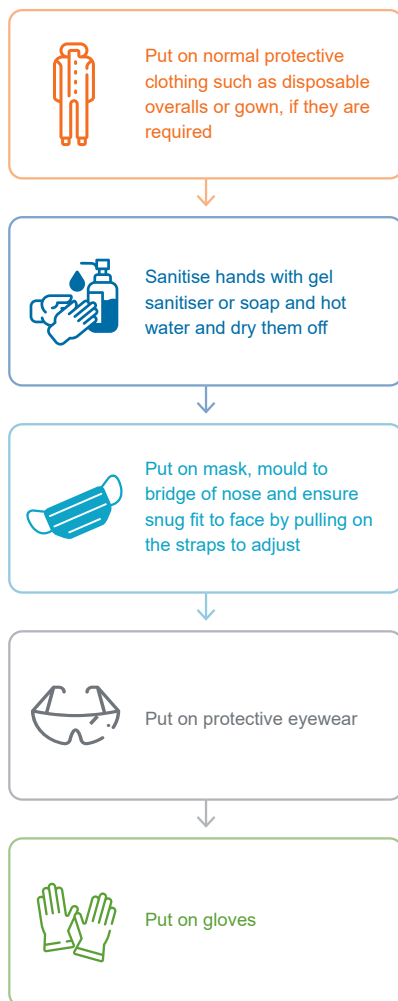 Put on normal protective
clothing such as disposable
overalls or gown, if they are
required
Sanitise hands with gel
sanitiser or soap and hot
water and dry them off
Put on mask, mould to
bridge of nose and ensure
snug fit to face by pulling on
the straps to adjust
Put on protective eyewear
Put on gloves